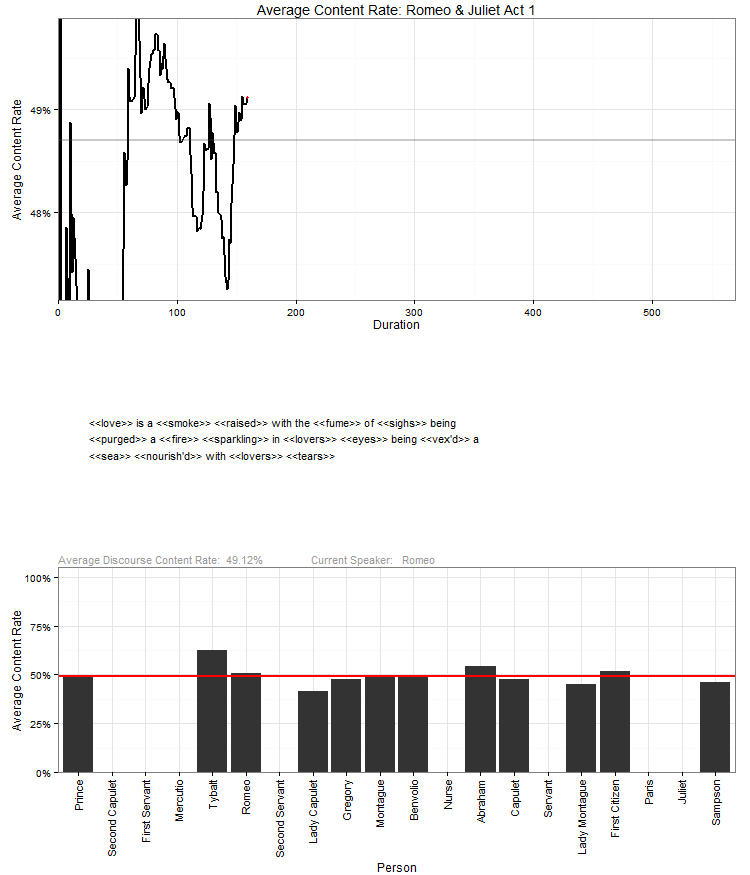 Average Content Rate: Romeo & Juliet Act 1
Average Content Rate
49%
48%
0 100 200 300 400 500
Duration
<<love>> is a <<smoke>> <<raised>> with the <<fume>> of <<sighs>> being
<<purged>> a <<fire>> <<sparkling>> in <<lovers>> <<eyes>> being <<vex'd>> a
<<sea>> <<nourish'd>> with <<lovers>> <<tears>>
Average Discourse Content Rate: 49.12% Current Speaker: Romeo
Average Content Rate
100%
75%
50%
25%
0%
Prince
Second Capulet
First Servant
Mercutio
Tybalt
Romeo
Second Servant
Lady Capulet
Gregory
Montague
Benvolio
Nurse
Abraham
Capulet
Servant
Lady Montague
First Citizen
Paris
Juliet
Sampson
Person